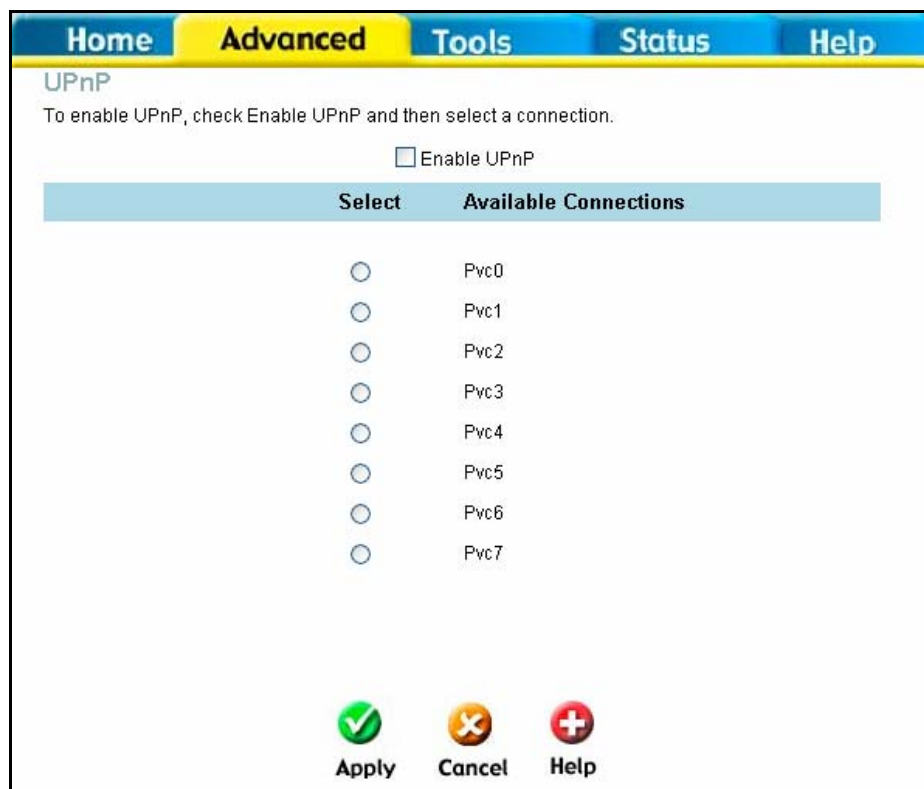 Home Advanced Tools Status Help
UPnP
To enable UPnP, check Enable UPnP and then select a connection.
Enable UPnP
Select Available Connections
Pvc0
Pvc1
Pvc2
Pvc3
Pvc4
Pvc5
Pvc6
Pvc7
Apply Cancel Help